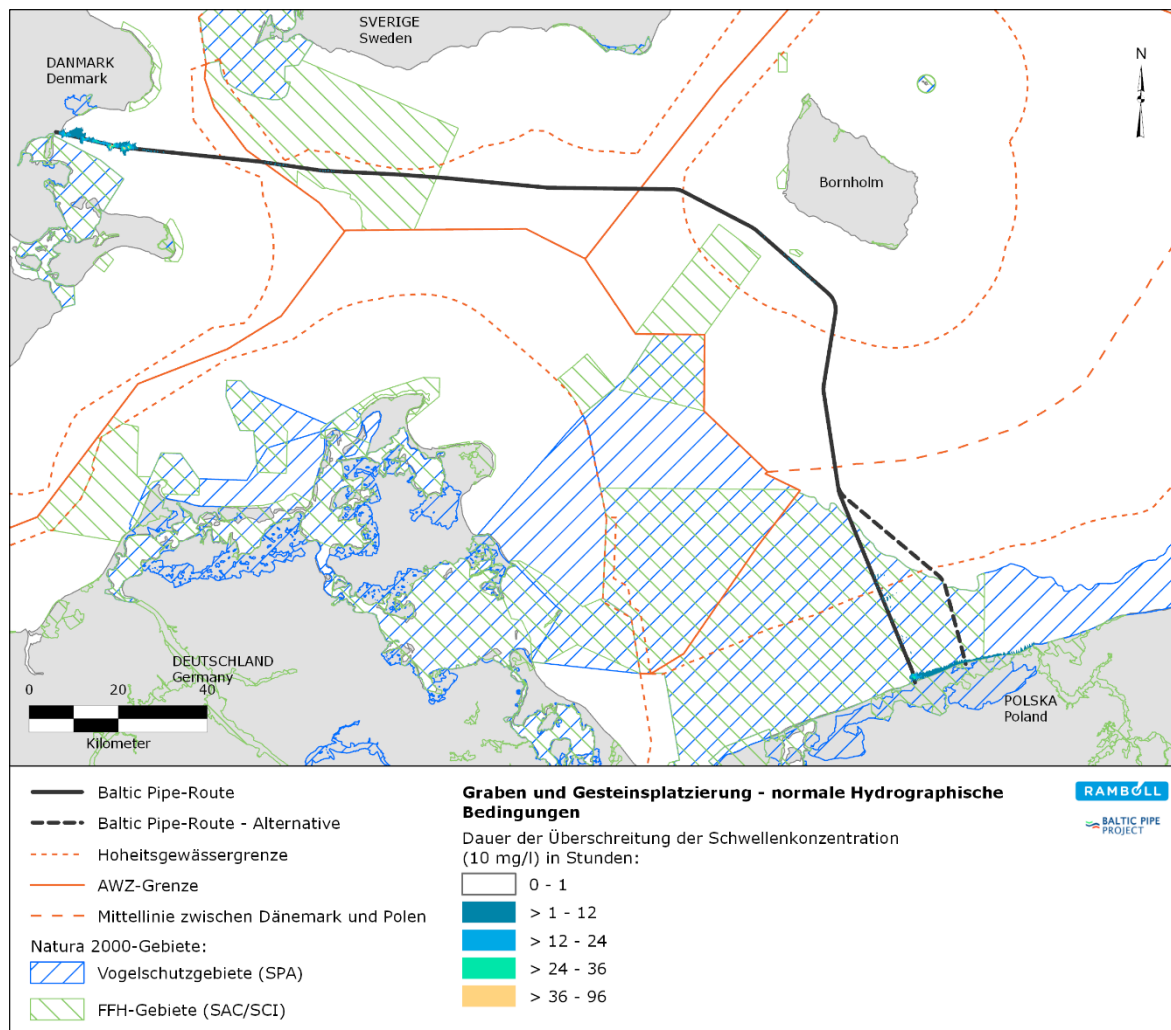 SVERIGE
Sweden
DANMARK
Denmark
N
Bornholm
DEUTSCHLAND
Germany
0 20 40
Kilometer
POLSKA
Poland
Baltic Pipe-Route
Baltic Pipe-Route - Alternative
Hoheitsgewässergrenze
AWZ-Grenze
Mittellinie zwischen Dänemark und Polen
Natura 2000-Gebiete:
Vogelschutzgebiete (SPA)
FFH-Gebiete (SAC/SCI)
Graben und Gesteinsplatzierung - normale Hydrographische
Bedingungen
Dauer der Überschreitung der Schwellenkonzentration
(10 mg/l) in Stunden:
0 - 1
> 1 - 12
> 12 - 24
> 24 - 36
> 36 - 96
RAMBOLL
BALTIC PIPE
PROJECT